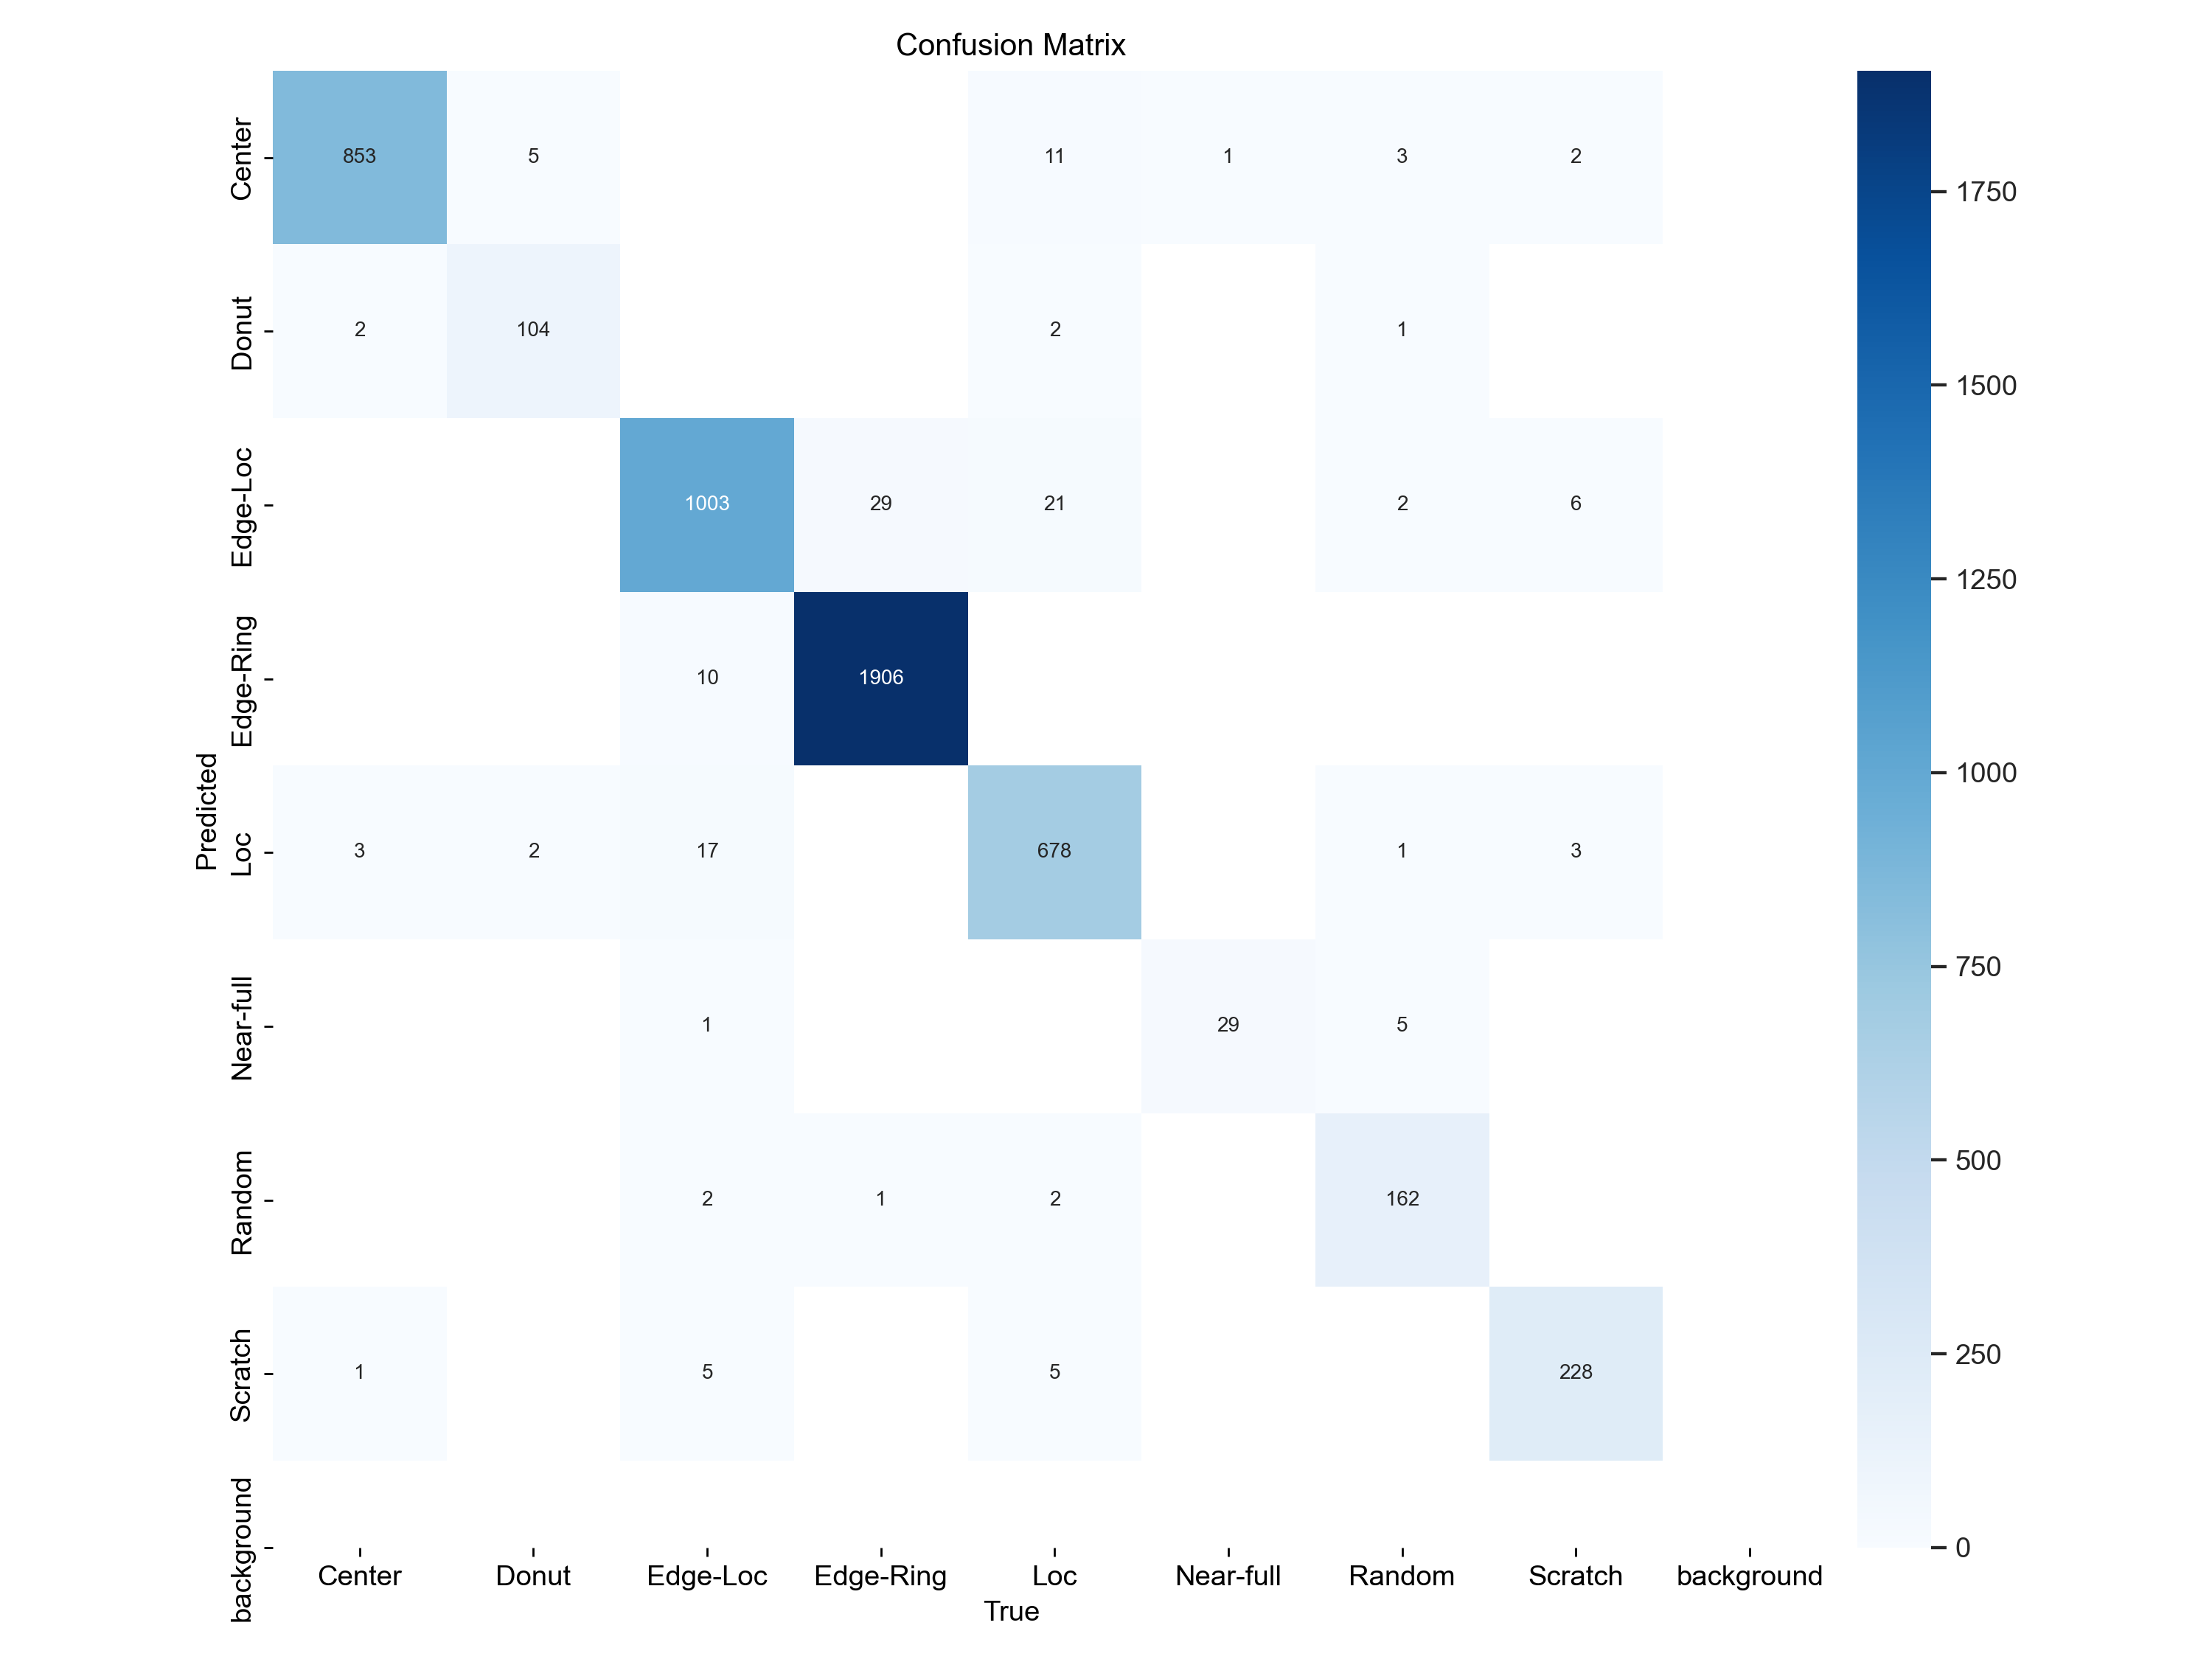 Confusion Matrix
Center 853 5 11 1 3 2
Donut 2 104 2 1
Edge-Loc 1003 29 21 2 6
Edge-Ring 10 1906
Loc 3 2 17 678 1 3
Near-full 1 29 5
Random 2 1 2 162
Scratch 1 5 5 228
background
Predicted
Center Donut Edge-Loc Edge-Ring Loc Near-full Random Scratch background
True
1750
1500
1250
1000
750
500
250
0